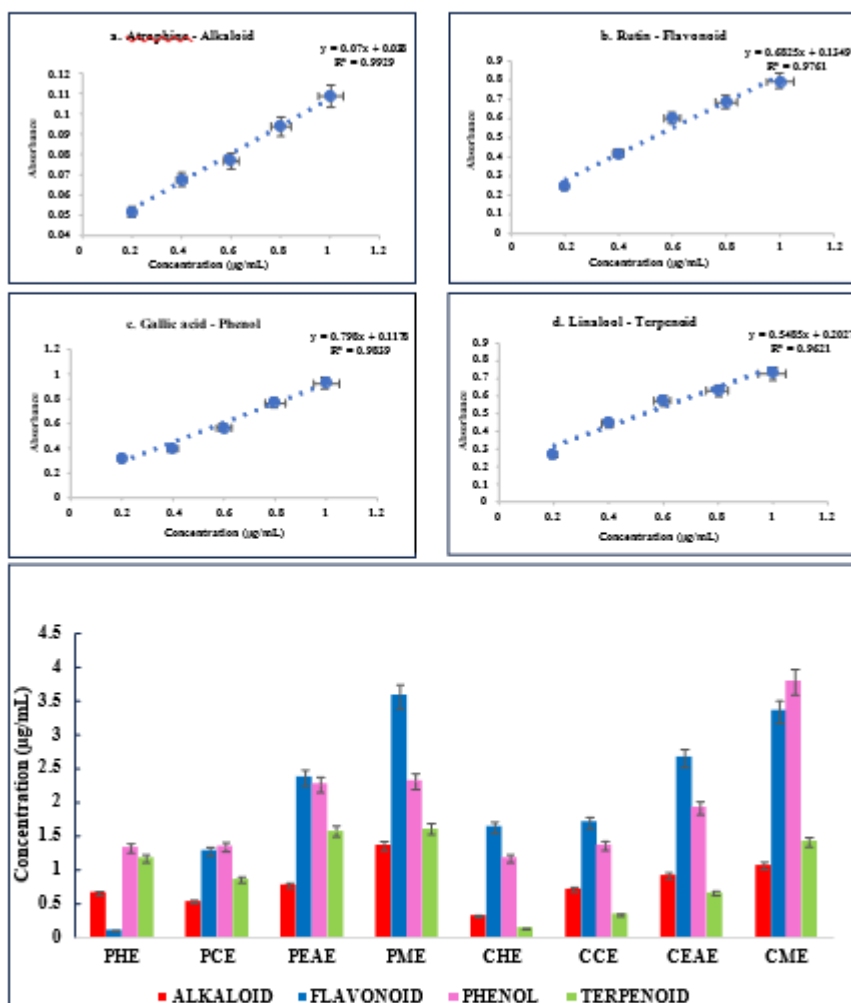 a. Atrophine - Alkaloid
y = 0.07x + 0.038
R² = 0.9929
Absorbance
0.12
0.11
0.1
0.09
0.08
0.07
0.06
0.05
0.04
0 0.2 0.4 0.6 0.8 1 1.2
Concentration (µg/mL)
b. Rutin - Flavonoid
y = 0.6825x + 0.1349
R² = 0.9761
Absorbance
0.9
0.8
0.7
0.6
0.5
0.4
0.3
0.2
0.1
0
0 0.2 0.4 0.6 0.8 1 1.2
Concentration (µg/mL)
c. Gallic acid - Phenol
y = 0.798x + 0.1178
R² = 0.9839
Absorbance
1.2
1
0.8
0.6
0.4
0.2
0
0 0.2 0.4 0.6 0.8 1 1.2
Concentration (µg/mL)
d. Linalool - Terpenoid
y = 0.5485x + 0.2027
R² = 0.9621
Absorbance
0.9
0.8
0.7
0.6
0.5
0.4
0.3
0.2
0.1
0
0 0.2 0.4 0.6 0.8 1 1.2
Concentration (µg/mL)
Concentration (µg/mL)
4.5
4
3.5
3
2.5
2
1.5
1
0.5
0
PHE PCE PEAE PME CHE CCE CEAE CME
ALKALOID FLAVONOID PHENOL TERPENOID